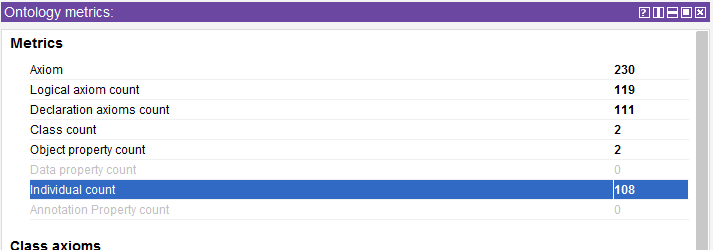 Ontology metrics:
Metrics
Axiom 230
Logical axiom count 119
Declaration axioms count 111
Class count 2
Object property count 2
Data property count 0
Individual count 108
Annotation Property count 0
Class axioms